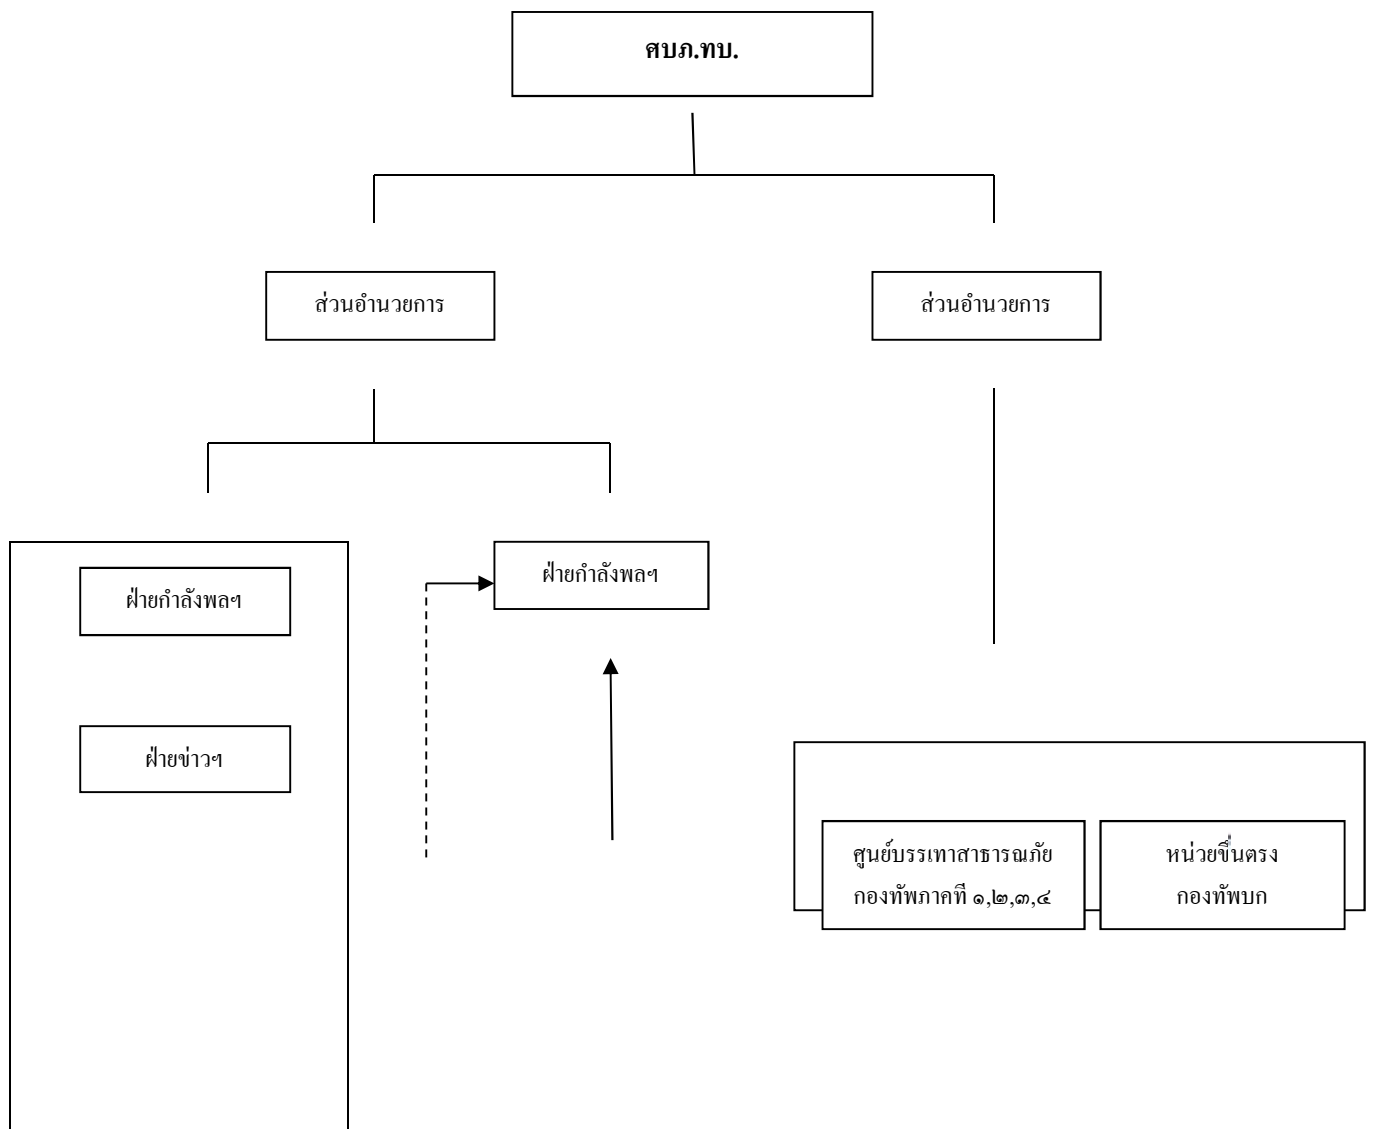 ศบภ.ทบ.
ส่วนอำนวยการ
ส่วนอำนวยการ
ฝ่ายกำลังพลฯ
ฝ่ายกำลังพลฯ
ฝ่ายข่าวฯ
ศูนย์บรรเทาสาธารณภัย
กองทัพภาคที่ ๑,๒,๓,๔
หน่วยขึ้นตรง
กองทัพบก